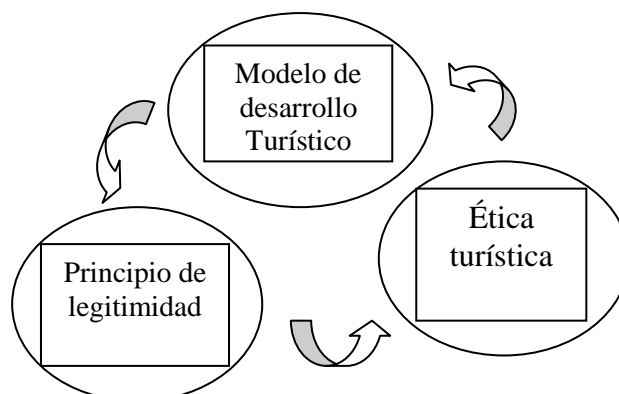 Modelo de
desarrollo
Turístico
Ética
turística
Principio de
legitimidad